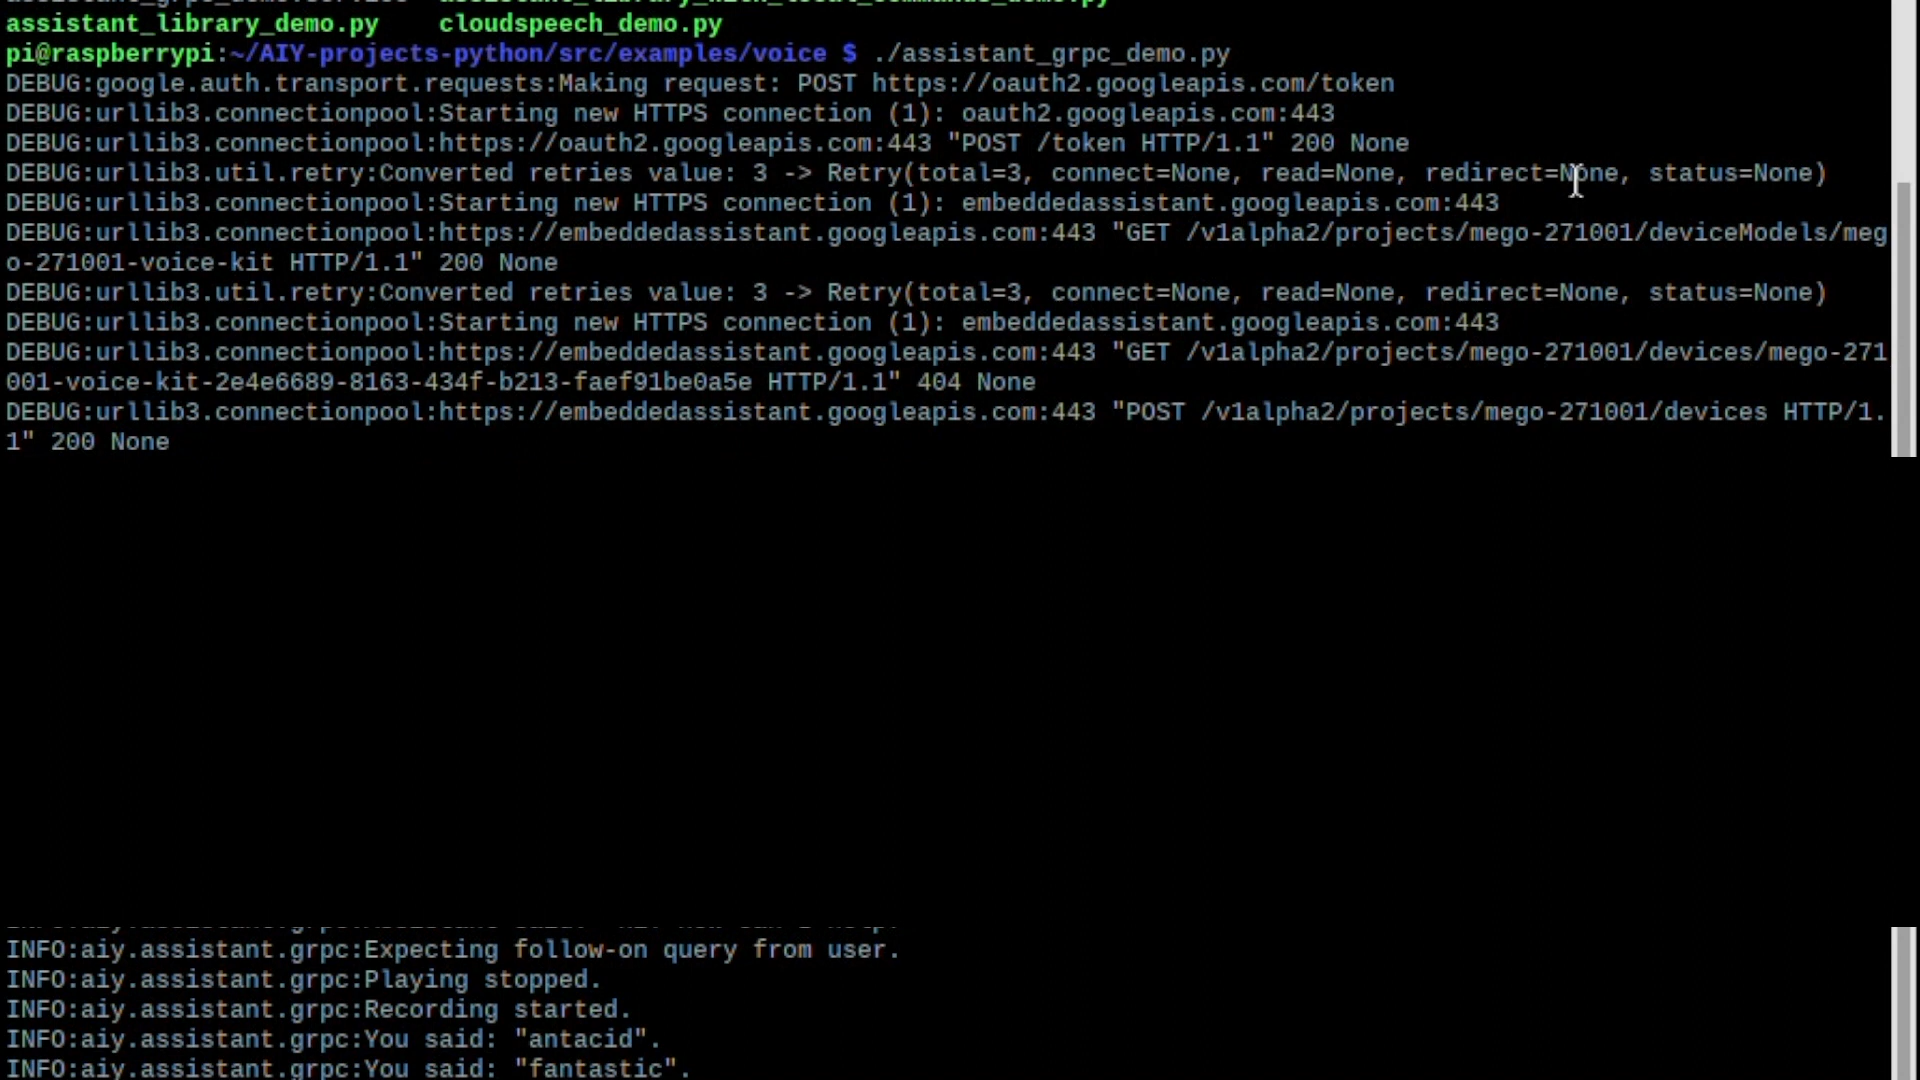 assistant_library_demo.py    cloudspeech_demo.py
pi@raspberrypi:~/AIY-projects-python/src/examples/voice $ ./assistant_grpc_demo.py
DEBUG:google.auth.transport.requests:Making request: POST https://oauth2.googleapis.com/token
DEBUG:urllib3.connectionpool:Starting new HTTPS connection (1): oauth2.googleapis.com:443
DEBUG:urllib3.connectionpool:https://oauth2.googleapis.com:443 "POST /token HTTP/1.1" 200 None
DEBUG:urllib3.util.retry:Converted retries value: 3 -> Retry(total=3, connect=None, read=None, redirect=None, status=None)
DEBUG:urllib3.connectionpool:Starting new HTTPS connection (1): embeddedassistant.googleapis.com:443
DEBUG:urllib3.connectionpool:https://embeddedassistant.googleapis.com:443 "GET /v1alpha2/projects/mego-271001/deviceModels/meg
o-271001-voice-kit HTTP/1.1" 200 None
DEBUG:urllib3.util.retry:Converted retries value: 3 -> Retry(total=3, connect=None, read=None, redirect=None, status=None)
DEBUG:urllib3.connectionpool:Starting new HTTPS connection (1): embeddedassistant.googleapis.com:443
DEBUG:urllib3.connectionpool:https://embeddedassistant.googleapis.com:443 "GET /v1alpha2/projects/mego-271001/devices/mego-271
001-voice-kit-2e4e6689-8163-434f-b213-faef91be0a5e HTTP/1.1" 404 None
DEBUG:urllib3.connectionpool:https://embeddedassistant.googleapis.com:443 "POST /v1alpha2/projects/mego-271001/devices HTTP/1.
1" 200 None
INFO:aiy.assistant.grpc:Expecting follow-on query from user.
INFO:aiy.assistant.grpc:Playing stopped.
INFO:aiy.assistant.grpc:Recording started.
INFO:aiy.assistant.grpc:You said: "antacid".
INFO:aiy.assistant.grpc:You said: "fantastic".